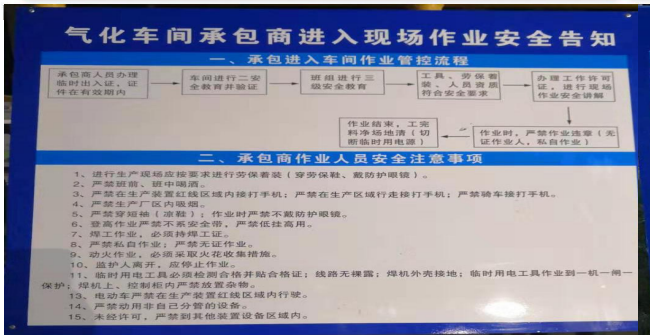 气化车间承包商进入现场作业安全告知
一、承包进入车间作业管控流程
承包商人员办理
临时出入证，证
件在有效期内
车间进行二安
全教育并验证
班组进行三
级安全教育
工具、劳保着
装、人员资质
符合安全要求
办理工作许可
证，进行现场
作业安全讲解
作业时，严禁作业违章（无
证作业人，私自作业）
作业结束，工完
料净场地清（切
断临时用电源）
二、承包商作业人员安全注意事项
1、进行生产现场应按要求进行劳保着装（穿劳保鞋、戴防护眼镜）。
2、严禁班前、班中喝酒。
3、严禁在生产装置红线区域内接打手机；严禁在生产区域行走接打手机；严禁骑车接打手机。
4、严禁生产厂区内吸烟。
5、严禁穿短袖（凉鞋）；作业时严禁不戴防护眼镜。
6、登高作业严禁不系安全带，严禁低挂高用。
7、焊工作业，必须持焊工证。
8、严禁私自作业；严禁无证作业。
9、动火作业，必须采取火花收集措施。
10、监护人离开，应停止作业。
11、临时用电工具必须检测合格并贴合格证；线路无裸露；焊机外壳接地；临时用电工具作业到一机一闸一
保护；焊机上、控制柜内严禁放置杂物。
13、电动车严禁在生产装置红线区域内行驶。
14、严禁动用非自己分管的设备。
15、未经许可，严禁到其他装置设备区域内。